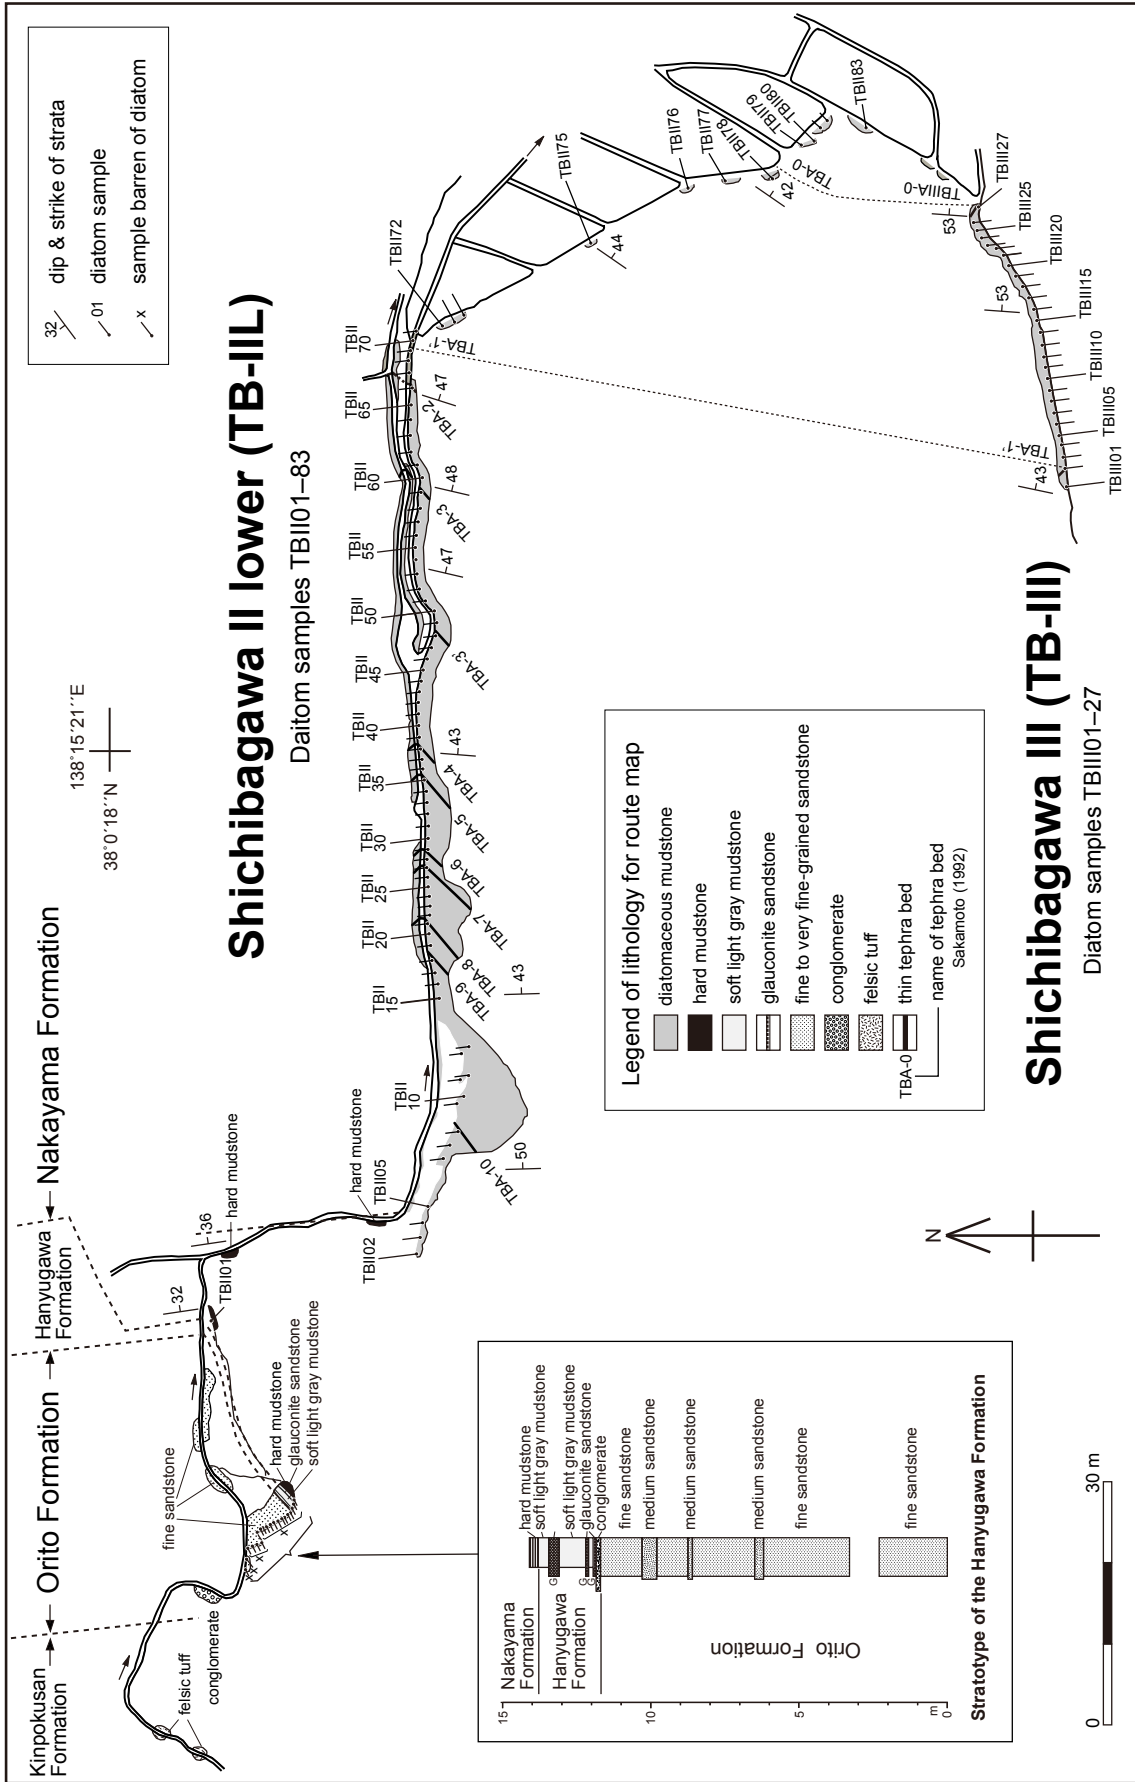 Kinpokusan
Formation
Orito Formation
Hanyugawa
Formation
Nakayama Formation
138°15'21''E
38°0'18''N
32
dip & strike of strata
01
diatom sample
x
sample barren of diatom
Shichibagawa II lower (TB-IIL)
Daitom samples TBII01–83
felsic tuff
conglomerate
fine sandstone
x
x
xx
hard mudstone
glauconite sandstone
soft light gray mudstone
32
TBII01
36
hard mudstone
hard mudstone
TBII02
TBII05
TBA-10
50
TBII
10
TBII
15
43
TBA-9
TBA-8
TBII
20
TBA-7
TBII
25
TBA-6
TBII
30
TBA-5
TBII
35
TBA-4
43
TBII
40
TBII
45
TBA-3'
TBII
50
47
TBII
55
TBA-3
48
TBII
60
TBA-2
47
TBII
65
TBII
70
TBA-1'
TBII72
44
TBII75
TBII76
TBII77
TBII78
TBII79
TBII80
TBII83
42
TBA-0
TBIIIA-0
53
TBIII27
TBIII25
TBIII20
53
TBIII15
TBIII10
TBIII05
TBA-1'
43
TBIII01
Shichibagawa III (TB-III)
Diatom samples TBIII01–27
Legend of lithology for route map
diatomaceous mudstone
hard mudstone
soft light gray mudstone
glauconite sandstone
fine to very fine-grained sandstone
conglomerate
felsic tuff
thin tephra bed
TBA-0
name of tephra bed
Sakamoto (1992)
N
Nakayama
Formation
Hanyugawa
Formation
Orito Formation
15
10
5
m
0
G
G
G
hard mudstone
soft light gray mudstone
soft light gray mudstone
glauconite sandstone
conglomerate
fine sandstone
medium sandstone
medium sandstone
medium sandstone
fine sandstone
fine sandstone
Stratotype of the Hanyugawa Formation
0
30 m